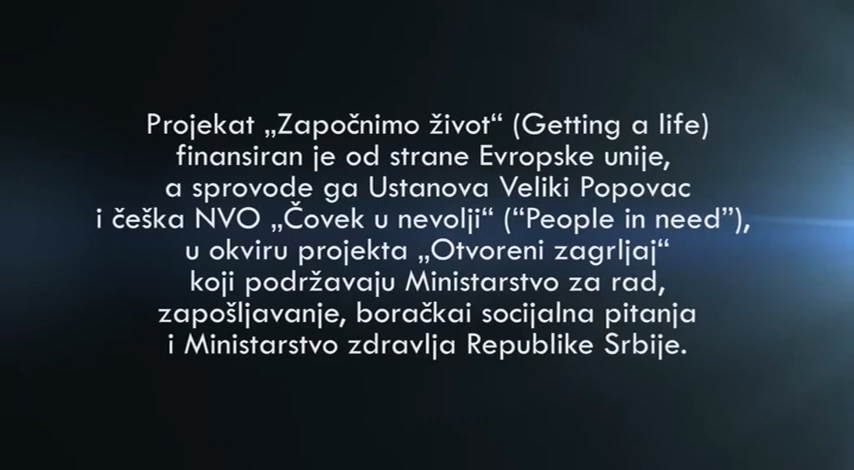 Projekat „Započnimo život“ (Getting a life)
finansiran je od strane Evropske unije,
a sprovode ga Ustanova Veliki Popovac
i češka NVO „Čovek u nevolji“ (“People in need”),
u okviru projekta „Otvoreni zagrljaj“
koji podržavaju Ministarstvo za rad,
zapošljavanje, boračkai socijalna pitanja
i Ministarstvo zdravlja Republike Srbije.